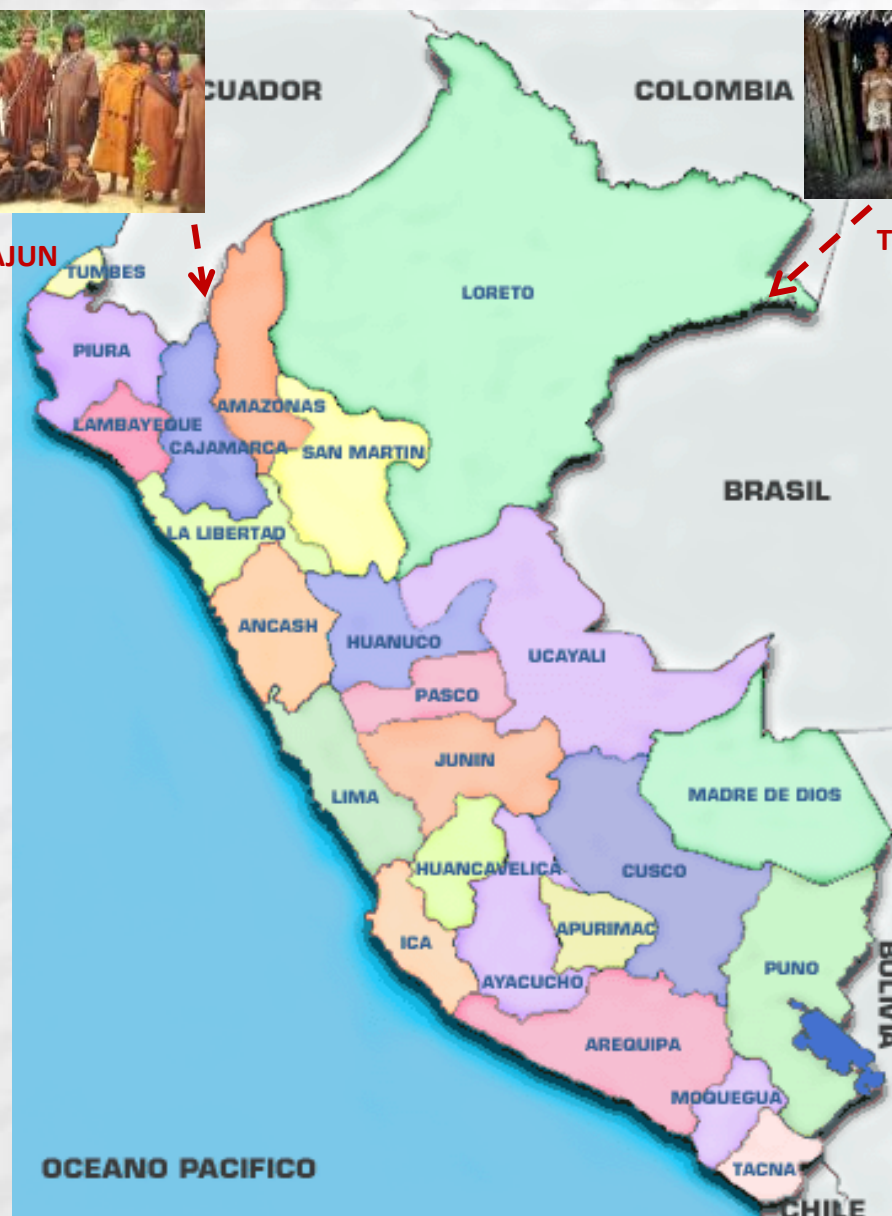 CUADOR
COLOMBIA
AJUN
T
TUMBES
LORETO
PIURA
AMAZONAS
LAMBAYEQUE
CAJAMARCA
SAN MARTIN
BRASIL
LA LIBERTAD
ANCASH
HUANUCO
UCAYALI
PASCO
JUNIN
LIMA
MADRE DE DIOS
HUANCAVELICA
CUSCO
APURIMAC
ICA
PUNO
BOLIVIA
AYACUCHO
AREQUIPA
MOQUEGUA
OCEANO PACIFICO
TACNA
CHILE